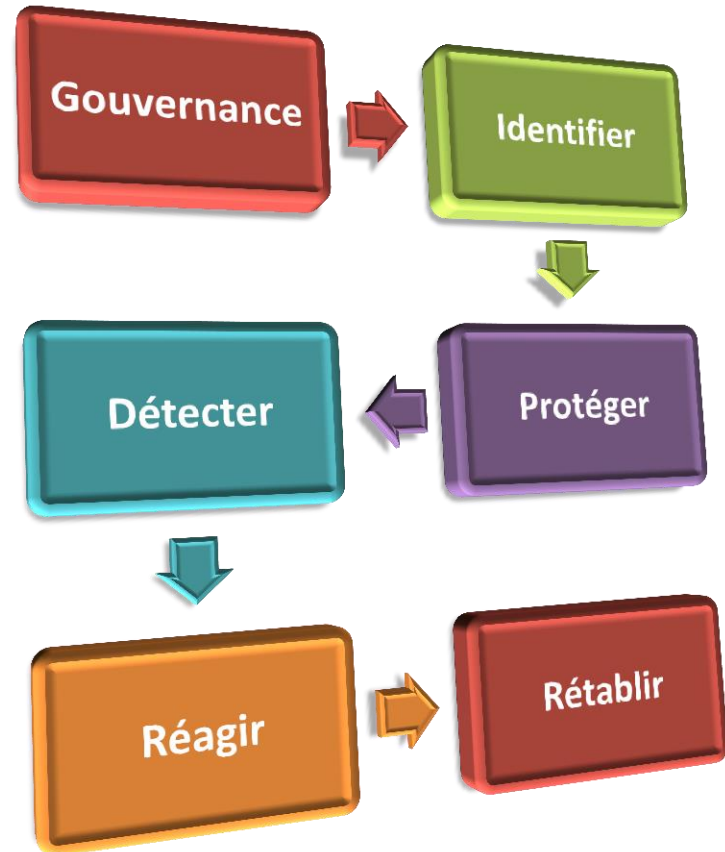 Gouvernance
Identifier
Protéger
Détecter
Réagir
Rétablir